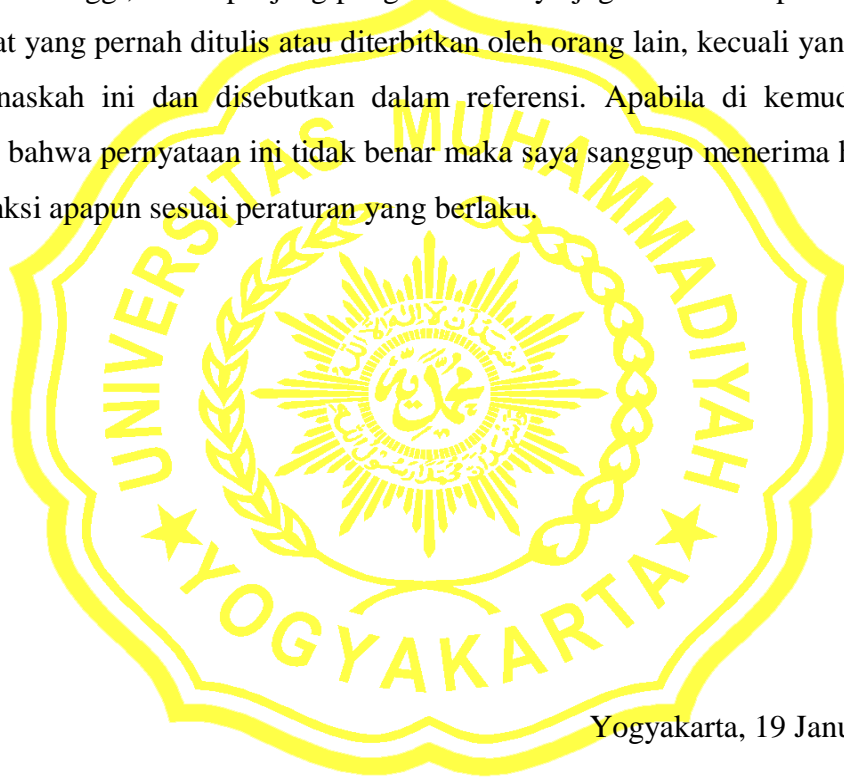 at yang pernah ditulis atau diterbitkan oleh orang lain, kecuali yan
naskah ini dan disebutkan dalam referensi. Apabila di kemud
bahwa pernyataan ini tidak benar maka saya sanggup menerima h
nksi apapun sesuai peraturan yang berlaku.
UNIVERSITAS MUHAMMADIYAH
YOGYAKARTA
Yogyakarta, 19 Janu